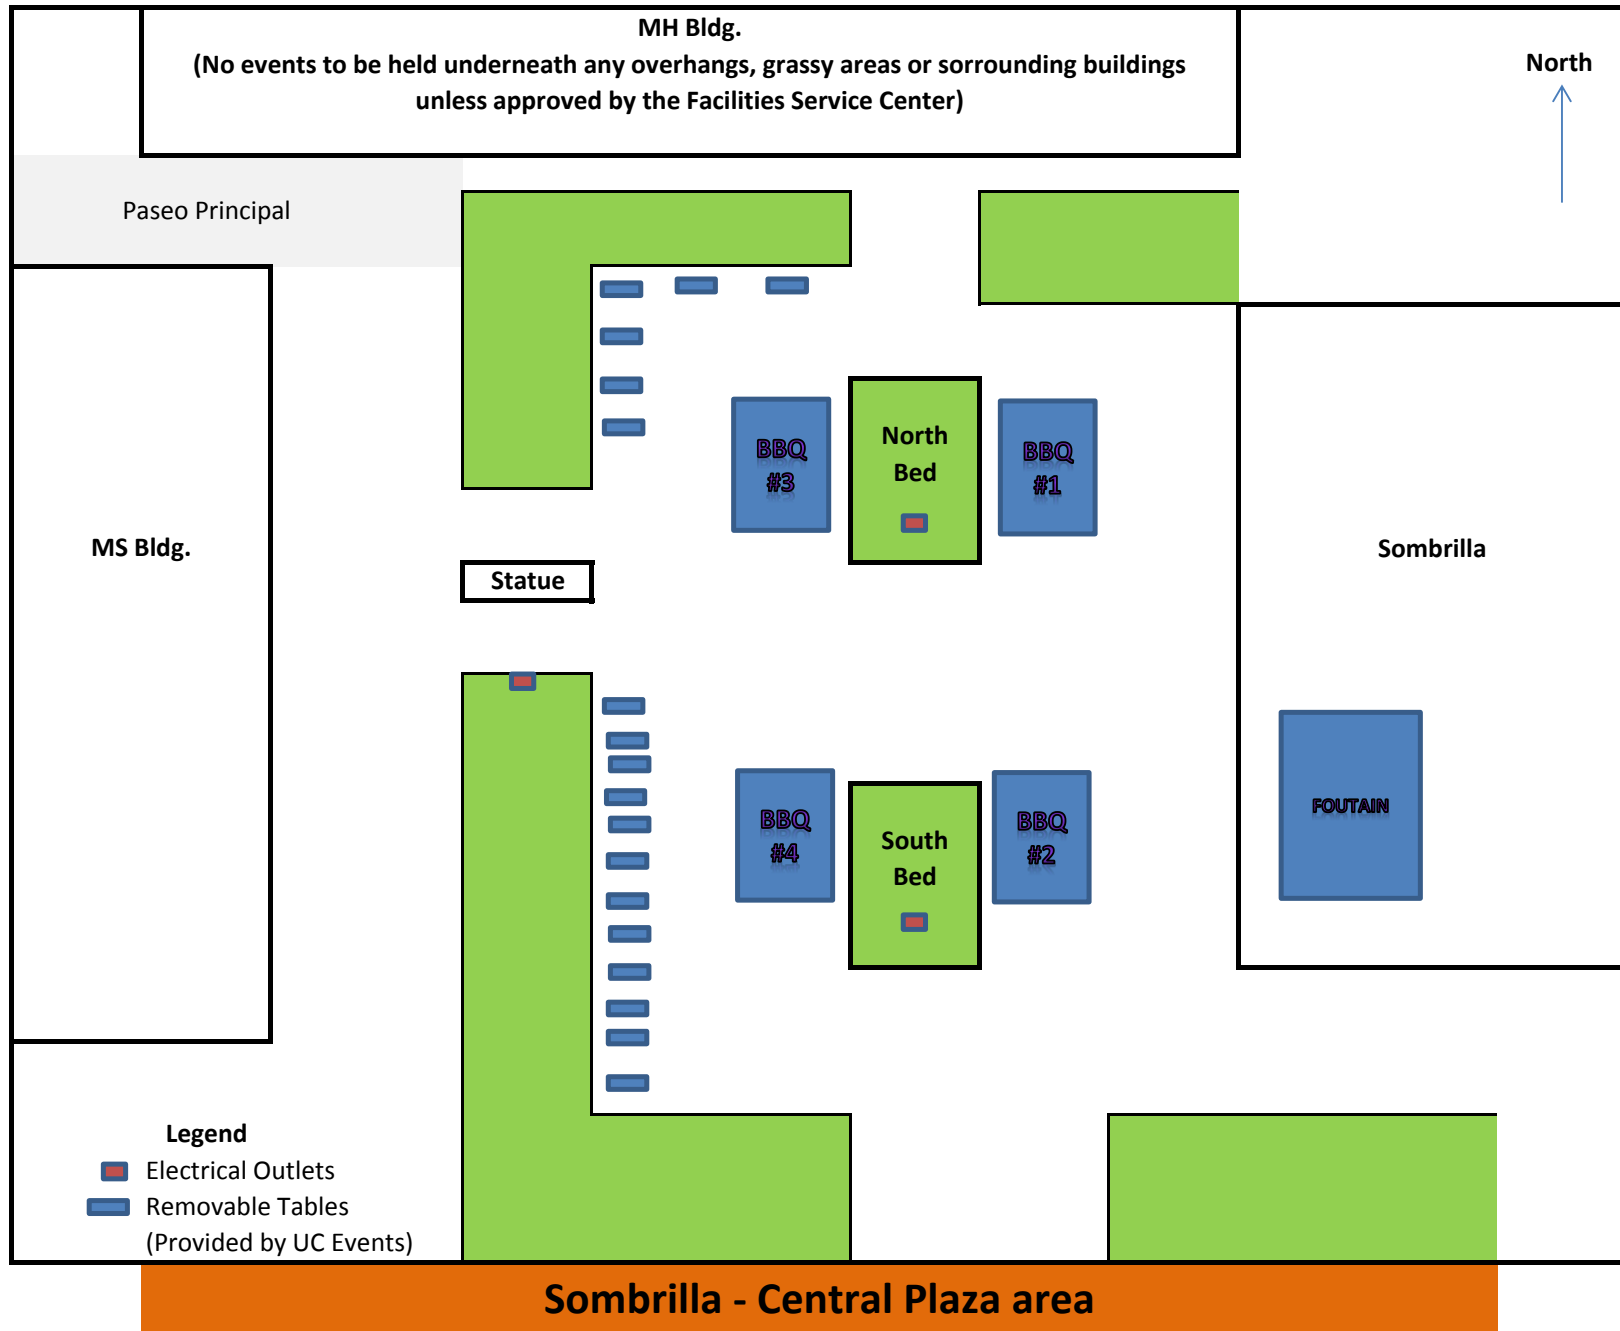 MH Bldg.
(No events to be held underneath any overhangs, grassy areas or sorrounding buildings
unless approved by the Facilities Service Center)
North
Paseo Principal
North
Bed
BBQ
#3
BBQ
#1
MS Bldg.
Sombrilla
Statue
FOUTAIN
BBQ
#4
South
Bed
BBQ
#2
Legend
Electrical Outlets
Removable Tables
(Provided by UC Events)
Sombrilla - Central Plaza area